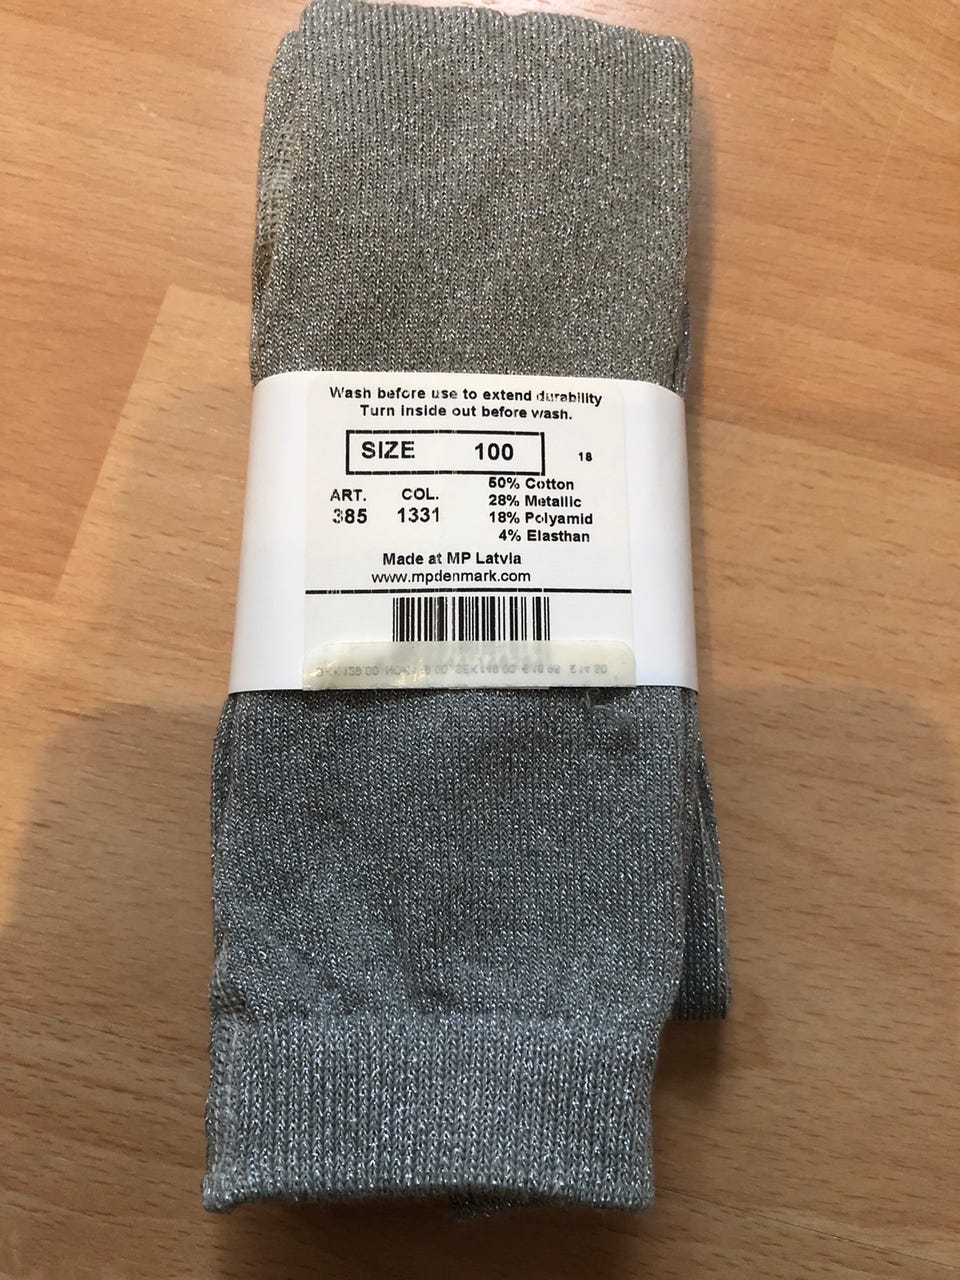 Wash before use to extend durability
Turn inside out before wash.
SIZE 100
18
ART. COL.
385 1331
50% Cotton
28% Metallic
18% Polyamid
4% Elasthan
Made at MP Latvia
www.mpdenmark.com